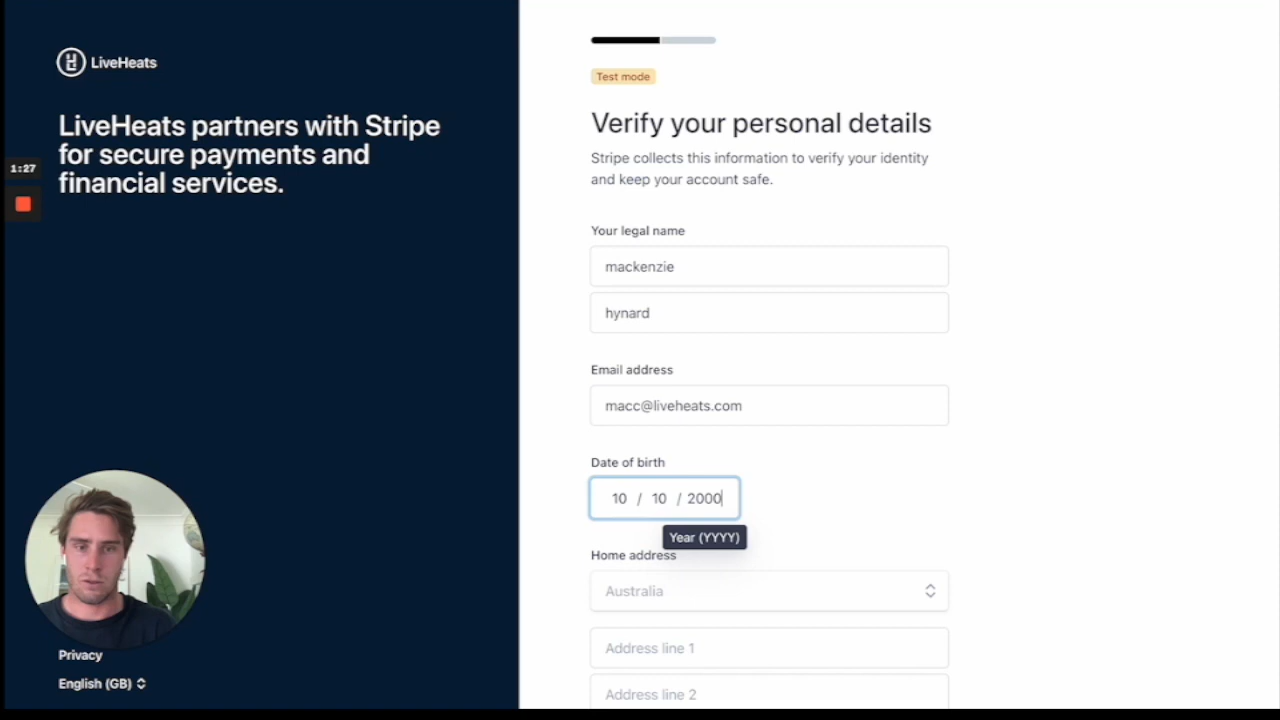 LiveHeats
LiveHeats partners with Stripe
for secure payments and
financial services.
1:27
Privacy
English (GB)
Test mode
Verify your personal details
Stripe collects this information to verify your identity
and keep your account safe.
Your legal name
mackenzie
hynard
Email address
macc@liveheats.com
Date of birth
10 / 10 / 2000
Year (YYYY)
Home address
Australia
Address line 1
Address line 2